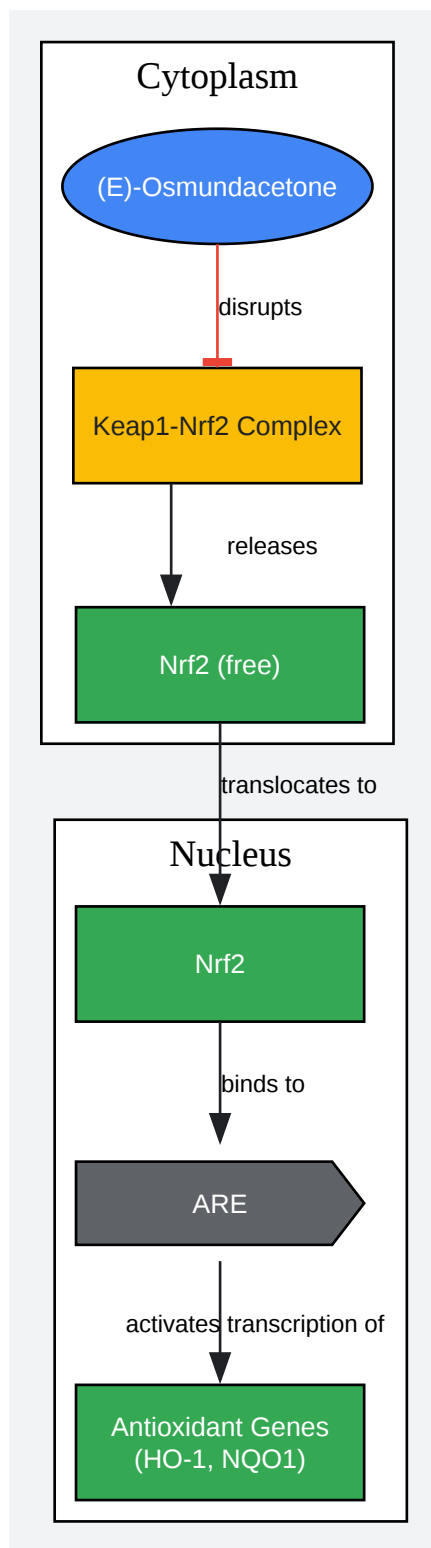 Cytoplasm
(E)-Osmundacetone
disrupts
Keap1-Nrf2 Complex
releases
Nrf2 (free)
translocates to
Nucleus
Nrf2
binds to
ARE
activates transcription of
Antioxidant Genes
(HO-1, NQO1)